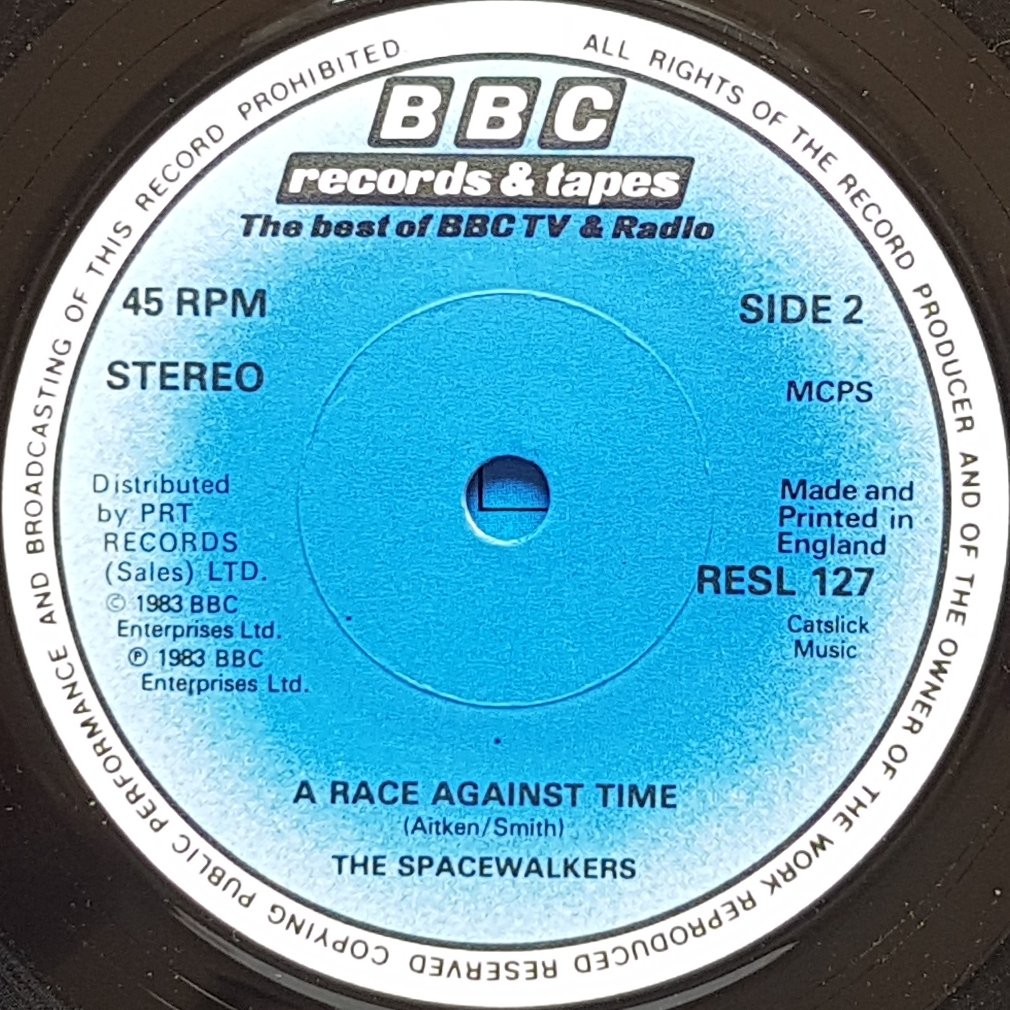 ALL RIGHTS OF THE RECORD PRODUCER AND OF THE OWNER OF THE WORK REPRODUCED RESERVED COPYING PUBLIC PERFORMANCE AND BROADCASTING OF THIS RECORD PROHIBITED.
BBC
records & tapes
The best of BBC TV & Radio
45 RPM
SIDE 2
STEREO
MCPS
Distributed
by PRT
RECORDS
(Sales) LTD.
© 1983 BBC
Enterprises Ltd.
℗ 1983 BBC
Enterprises Ltd.
Made and
Printed in
England
RESL 127
Catslick
Music
A RACE AGAINST TIME
(Aitken/Smith)
THE SPACEWALKERS